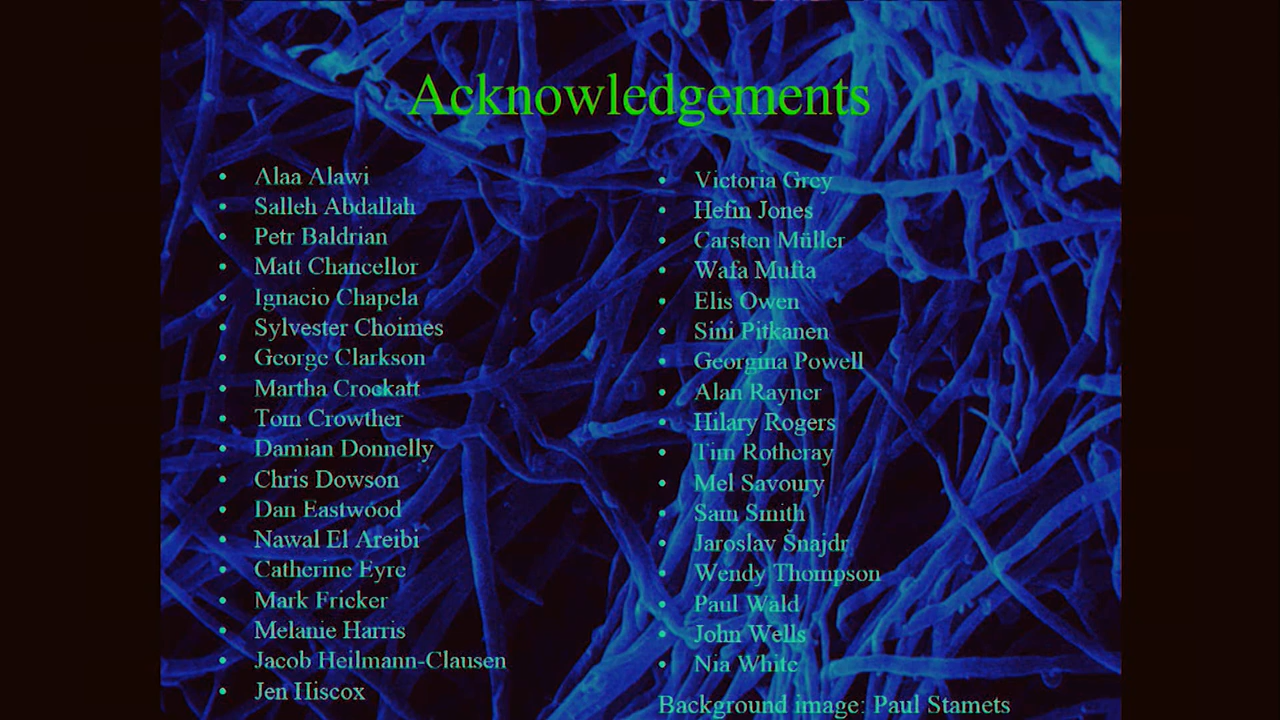 Acknowledgements
• Alaa Alawi
• Salleh Abdallah
• Petr Baldrian
• Matt Chancellor
• Ignacio Chapela
• Sylvester Choimes
• George Clarkson
• Martha Crockatt
• Tom Crowther
• Damian Donnelly
• Chris Dowson
• Dan Eastwood
• Nawal El Areibi
• Catherine Eyre
• Mark Fricker
• Melanie Harris
• Jacob Heilmann-Clausen
• Jen Hiscox
• Victoria Grey
• Hefin Jones
• Carsten Müller
• Wafa Mufta
• Elis Owen
• Sini Pitkanen
• Georgina Powell
• Alan Rayner
• Hilary Rogers
• Tim Rotheray
• Mel Savoury
• Sam Smith
• Jaroslav Šnajdr
• Wendy Thompson
• Paul Wald
• John Wells
• Nia White
Background image: Paul Stamets